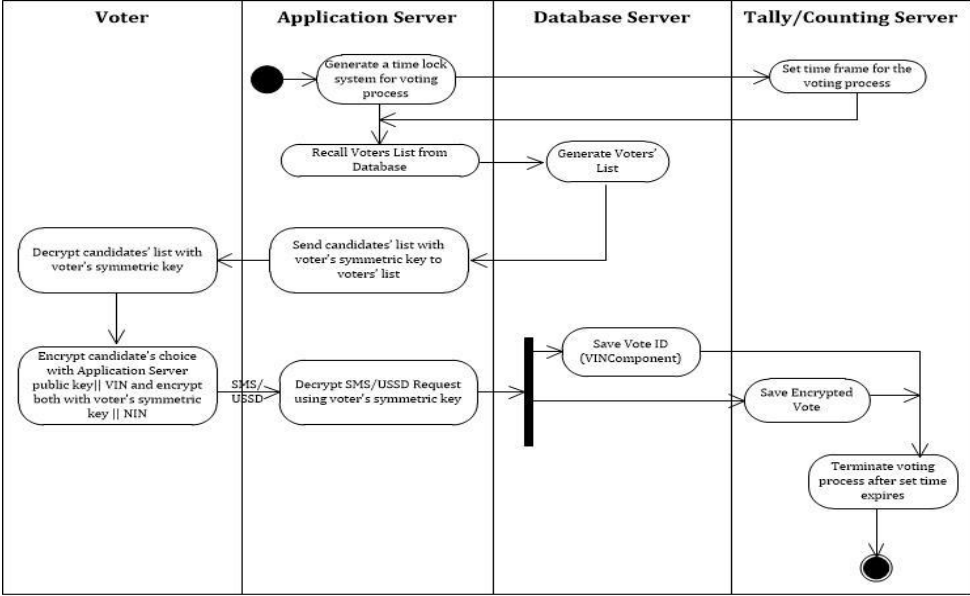 Voter
Application Server
Database Server
Tally/Counting Server
Generate a time lock
system for voting
process
Set time frame for the
voting process
Recall Voters List from
Database
Generate Voters'
List
Decrypt candidates' list with
voter's symmetric key
Send candidates' list with
voter's symmetric key to
voters' list
Encrypt candidate's choice
with Application Server
public key|| VIN and encrypt
both with voter's symmetric
key || NIN
SMS/
USSD
Decrypt SMS/USSD Request
using voter's symmetric key
Save Vote ID
(VINComponent)
Save Encrypted
Vote
Terminate voting
process after set time
expires